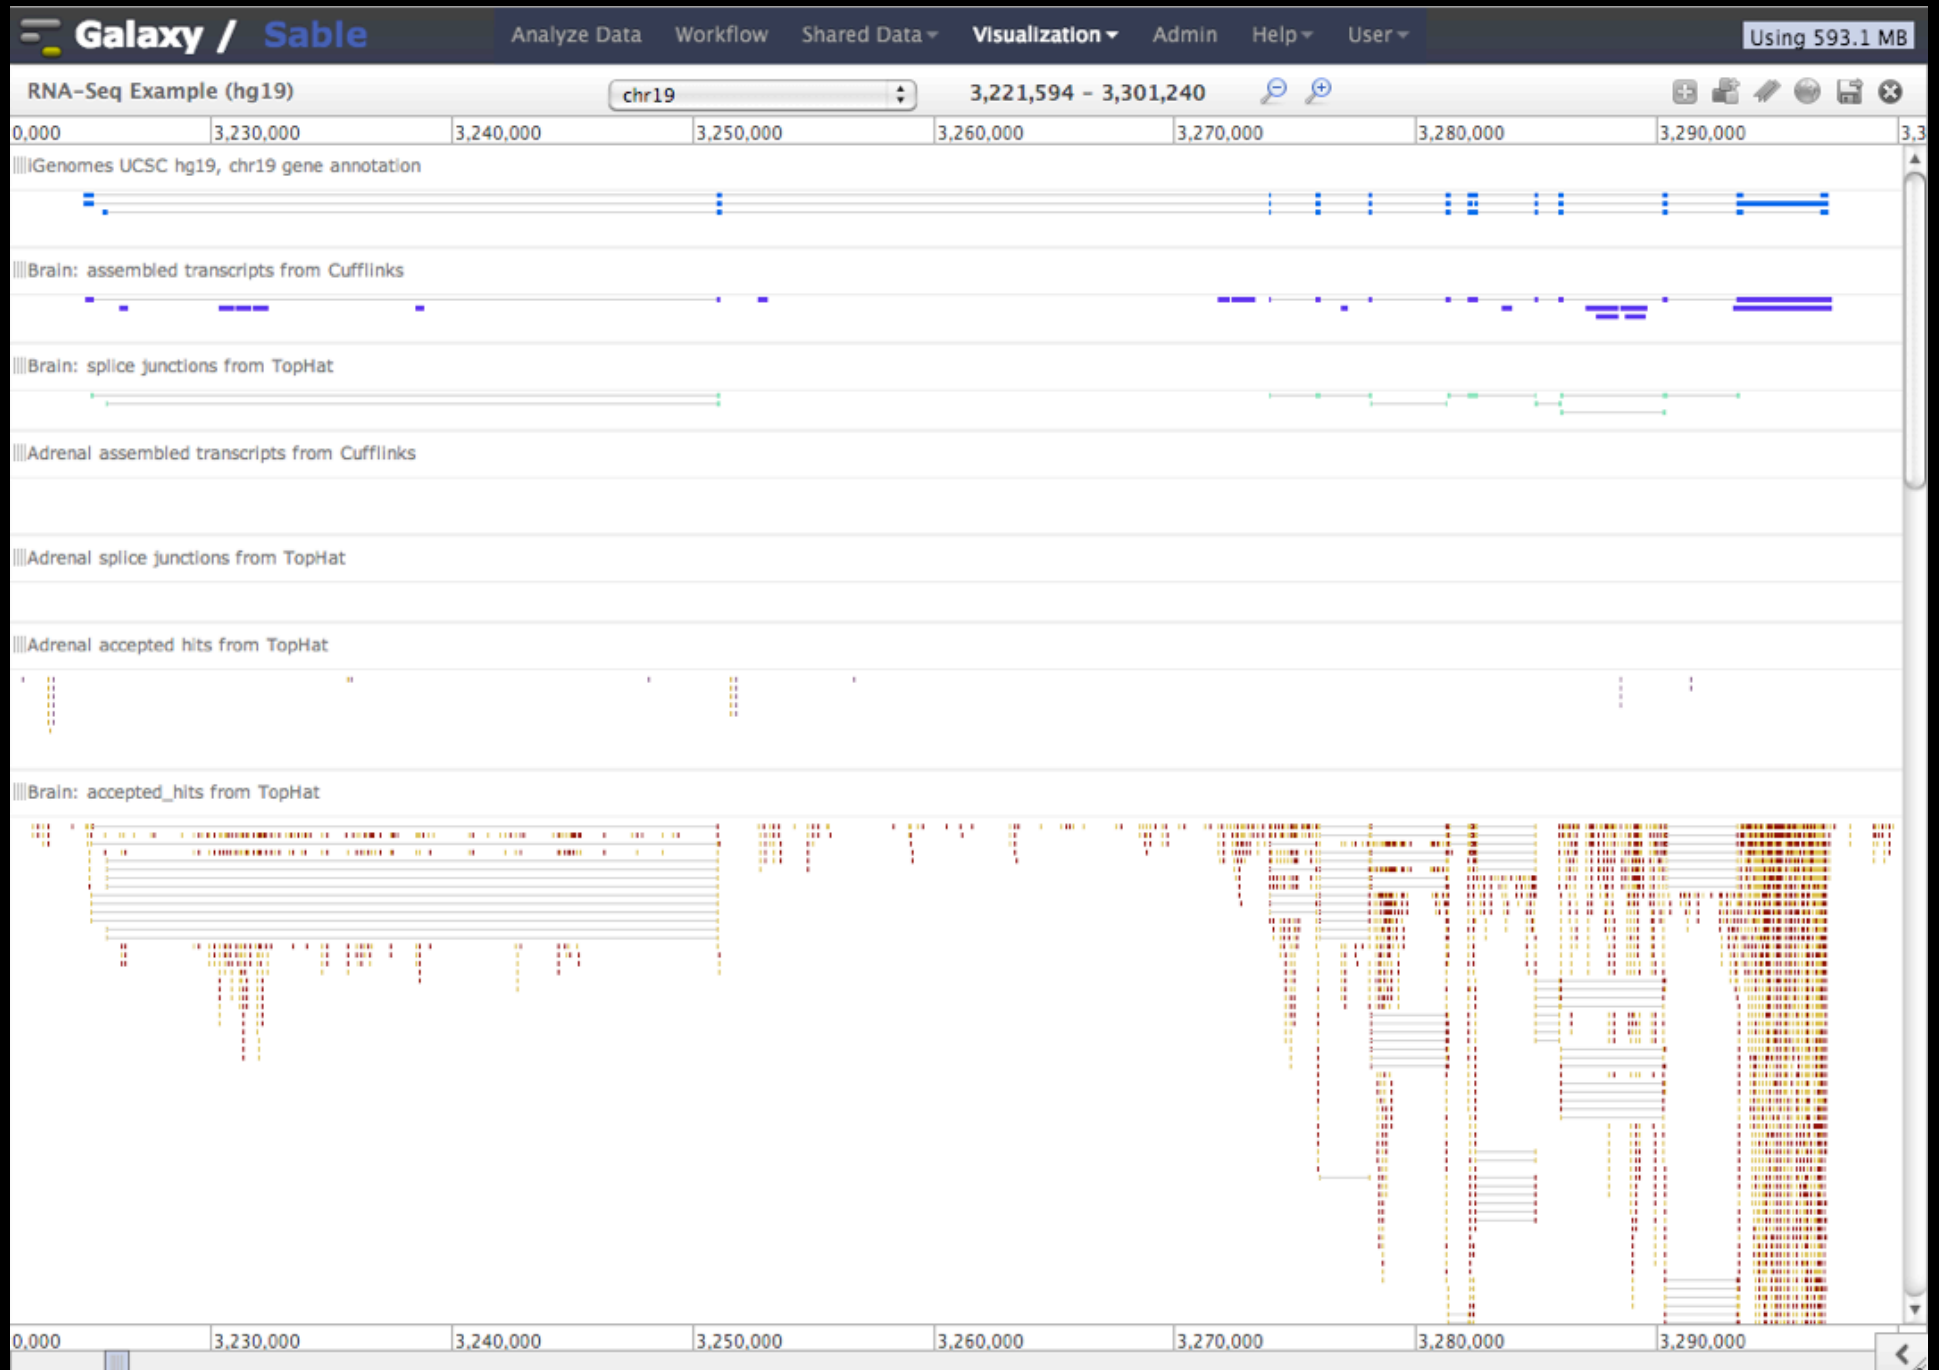 Galaxy / Sable Analyze Data Workflow Shared Data Visualization Admin Help User Using 593.1 MB
RNA-Seq Example (hg19) chr19 3,221,594 - 3,301,240
0,000 3,230,000 3,240,000 3,250,000 3,260,000 3,270,000 3,280,000 3,290,000 3,3
iGenomes UCSC hg19, chr19 gene annotation
Brain: assembled transcripts from Cufflinks
Brain: splice junctions from TopHat
Adrenal assembled transcripts from Cufflinks
Adrenal splice junctions from TopHat
Adrenal accepted hits from TopHat
Brain: accepted_hits from TopHat
0,000 3,230,000 3,240,000 3,250,000 3,260,000 3,270,000 3,280,000 3,290,000